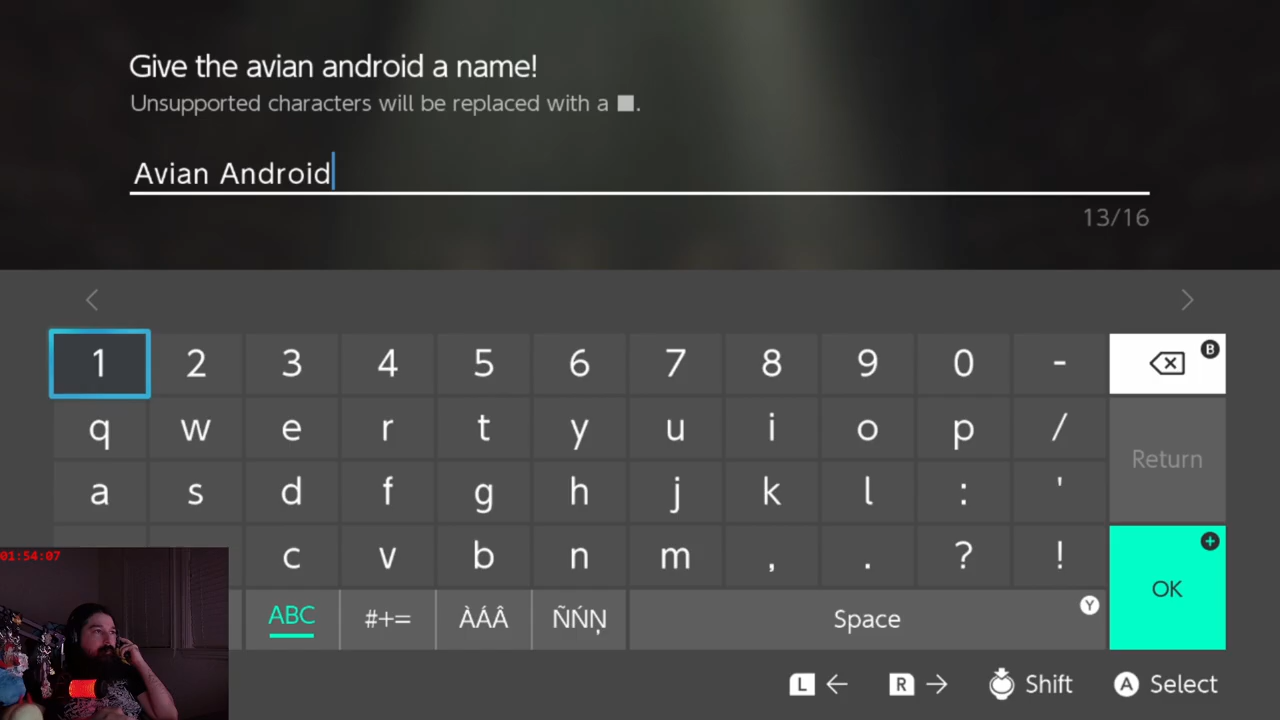 Give the avian android a name!
Unsupported characters will be replaced with a ■.
Avian Android
13/16
1 2 3 4 5 6 7 8 9 0 - B
q w e r t y u i o p /
Return
a s d f g h j k l : '
c v b n m , . ? ! +
OK
ABC #+= ÀÁÂ ÑŃŅ Space Y
01:54:07
L ← R → Shift A Select